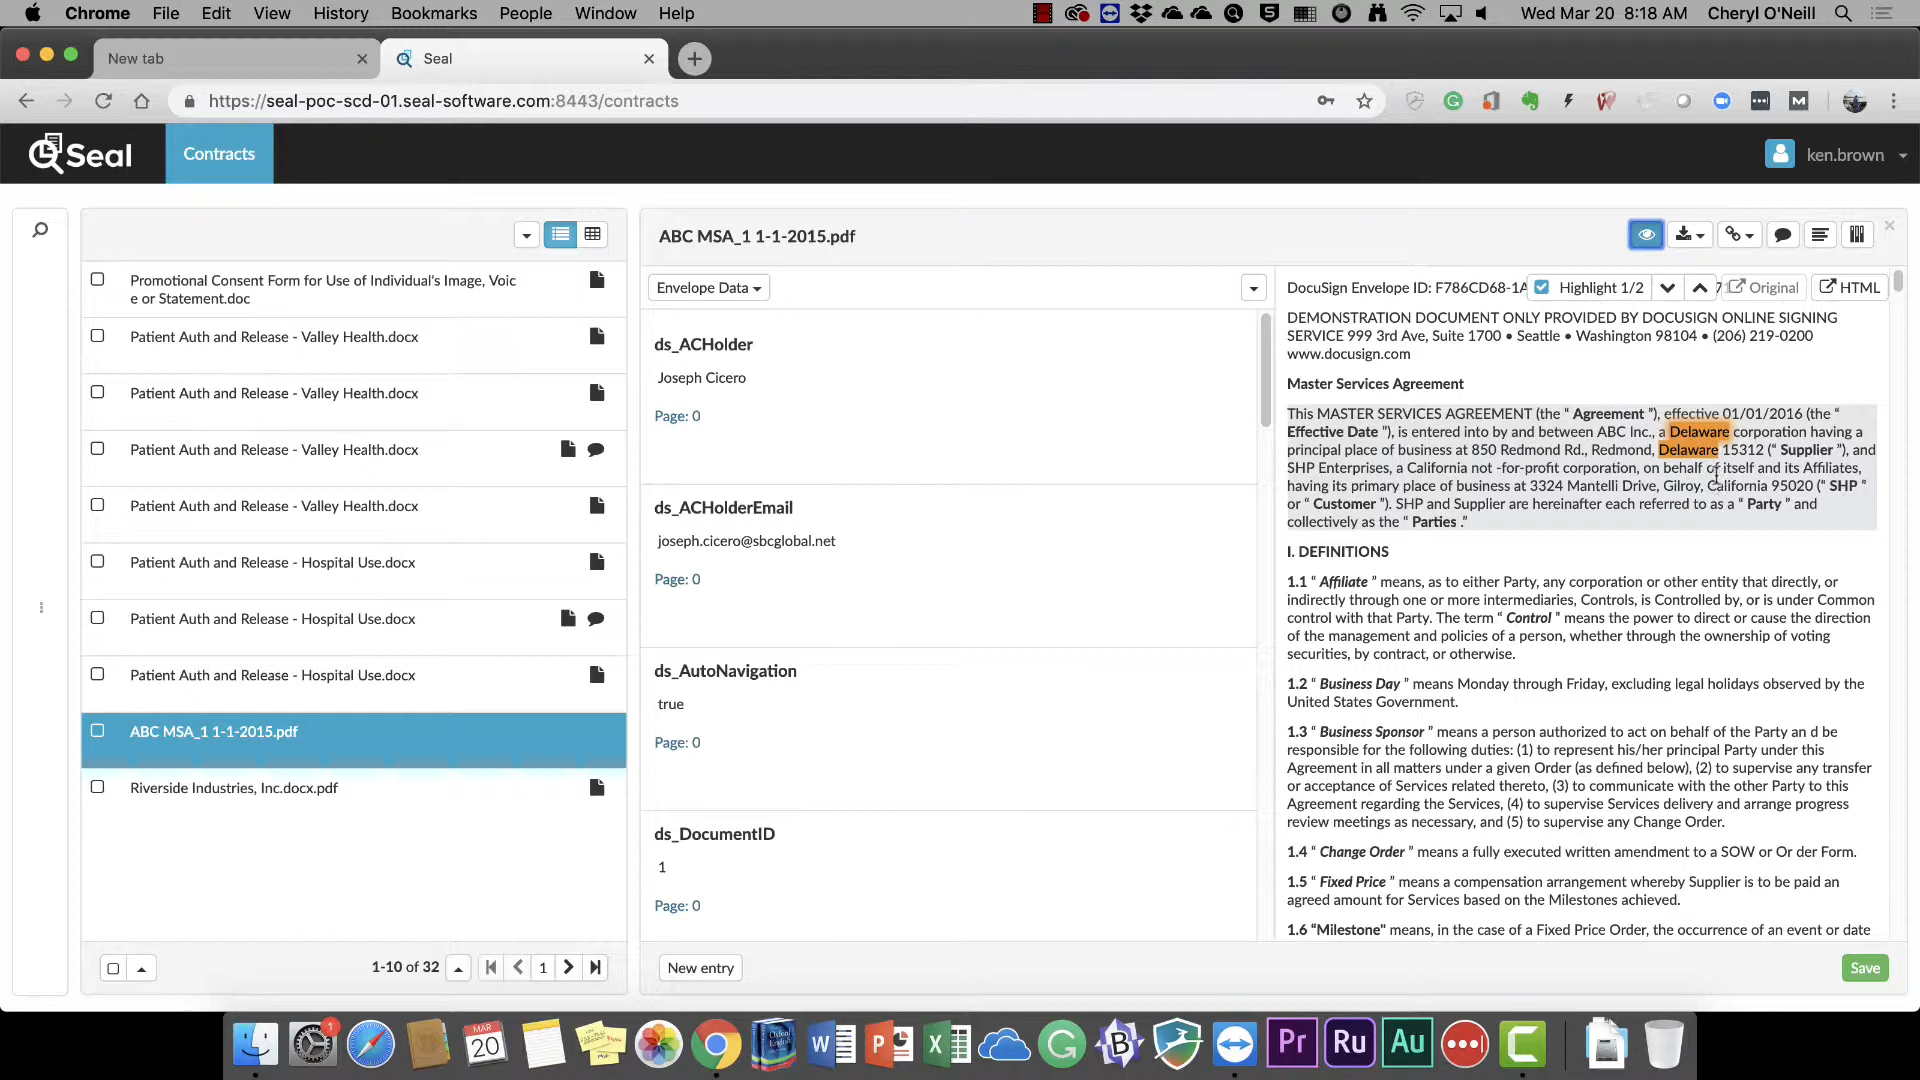 Chrome File Edit View History Bookmarks People Window Help Wed Mar 20 8:18 AM Cheryl O'Neill
New tab
Seal
https://seal-poc-scd-01.seal-software.com:8443/contracts
Seal
Contracts
ken.brown
Promotional Consent Form for Use of Individual's Image, Voic
e or Statement.doc
Patient Auth and Release - Valley Health.docx
Patient Auth and Release - Valley Health.docx
Patient Auth and Release - Valley Health.docx
Patient Auth and Release - Valley Health.docx
Patient Auth and Release - Hospital Use.docx
Patient Auth and Release - Hospital Use.docx
Patient Auth and Release - Hospital Use.docx
ABC MSA_1 1-1-2015.pdf
Riverside Industries, Inc.docx.pdf
1-10 of 32
1
ABC MSA_1 1-1-2015.pdf
Envelope Data
ds_ACHolder
Joseph Cicero
Page: 0
ds_ACHolderEmail
joseph.cicero@sbcglobal.net
Page: 0
ds_AutoNavigation
true
Page: 0
ds_DocumentID
1
Page: 0
New entry
DocuSign Envelope ID: F786CD68-1A
Highlight 1/2
Original
HTML
DEMONSTRATION DOCUMENT ONLY PROVIDED BY DOCUSIGN ONLINE SIGNING
SERVICE 999 3rd Ave, Suite 1700 • Seattle • Washington 98104 • (206) 219-0200
www.docusign.com
Master Services Agreement
This MASTER SERVICES AGREEMENT (the “ Agreement ”), effective 01/01/2016 (the “
Effective Date ”), is entered into by and between ABC Inc., a Delaware corporation having a
principal place of business at 850 Redmond Rd., Redmond, Delaware 15312 (“ Supplier ”), and
SHP Enterprises, a California not -for-profit corporation, on behalf of itself and its Affiliates,
having its primary place of business at 3324 Mantelli Drive, Gilroy, California 95020 (“ SHP ”
or “ Customer ”). SHP and Supplier are hereinafter each referred to as a “ Party ” and
collectively as the “ Parties .”
I. DEFINITIONS
1.1 “ Affiliate ” means, as to either Party, any corporation or other entity that directly, or
indirectly through one or more intermediaries, Controls, is Controlled by, or is under Common
control with that Party. The term “ Control ” means the power to direct or cause the direction
of the management and policies of a person, whether through the ownership of voting
securities, by contract, or otherwise.
1.2 “ Business Day ” means Monday through Friday, excluding legal holidays observed by the
United States Government.
1.3 “ Business Sponsor ” means a person authorized to act on behalf of the Party an d be
responsible for the following duties: (1) to represent his/her principal Party under this
Agreement in all matters under a given Order (as defined below), (2) to supervise any transfer
or acceptance of Services related thereto, (3) to communicate with the other Party to this
Agreement regarding the Services, (4) to supervise Services delivery and arrange progress
review meetings as necessary, and (5) to supervise any Change Order.
1.4 “ Change Order ” means a fully executed written amendment to a SOW or Or der Form.
1.5 “ Fixed Price ” means a compensation arrangement whereby Supplier is to be paid an
agreed amount for Services based on the Milestones achieved.
1.6 "Milestone" means, in the case of a Fixed Price Order, the occurrence of an event or date
Save
1
MAR
20
Oxford
English
W
P
X
G
B
Pr
Ru
Au
C